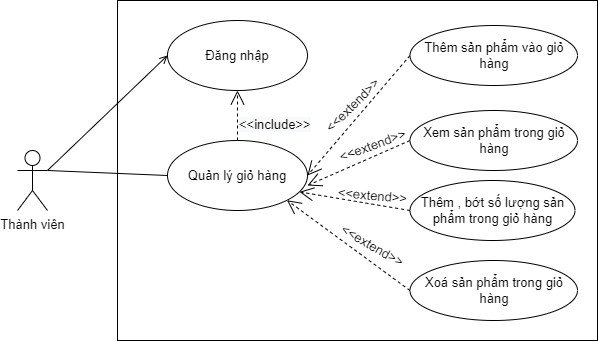 Đăng nhập
<<include>>
Quản lý giỏ hàng
Thành viên
<<extend>>
Thêm sản phẩm vào giỏ
hàng
<<extend>>
Xem sản phẩm trong giỏ
hàng
<<extend>>
Thêm , bớt số lượng sản
phẩm trong giỏ hàng
<<extend>>
Xoá sản phẩm trong giỏ
hàng